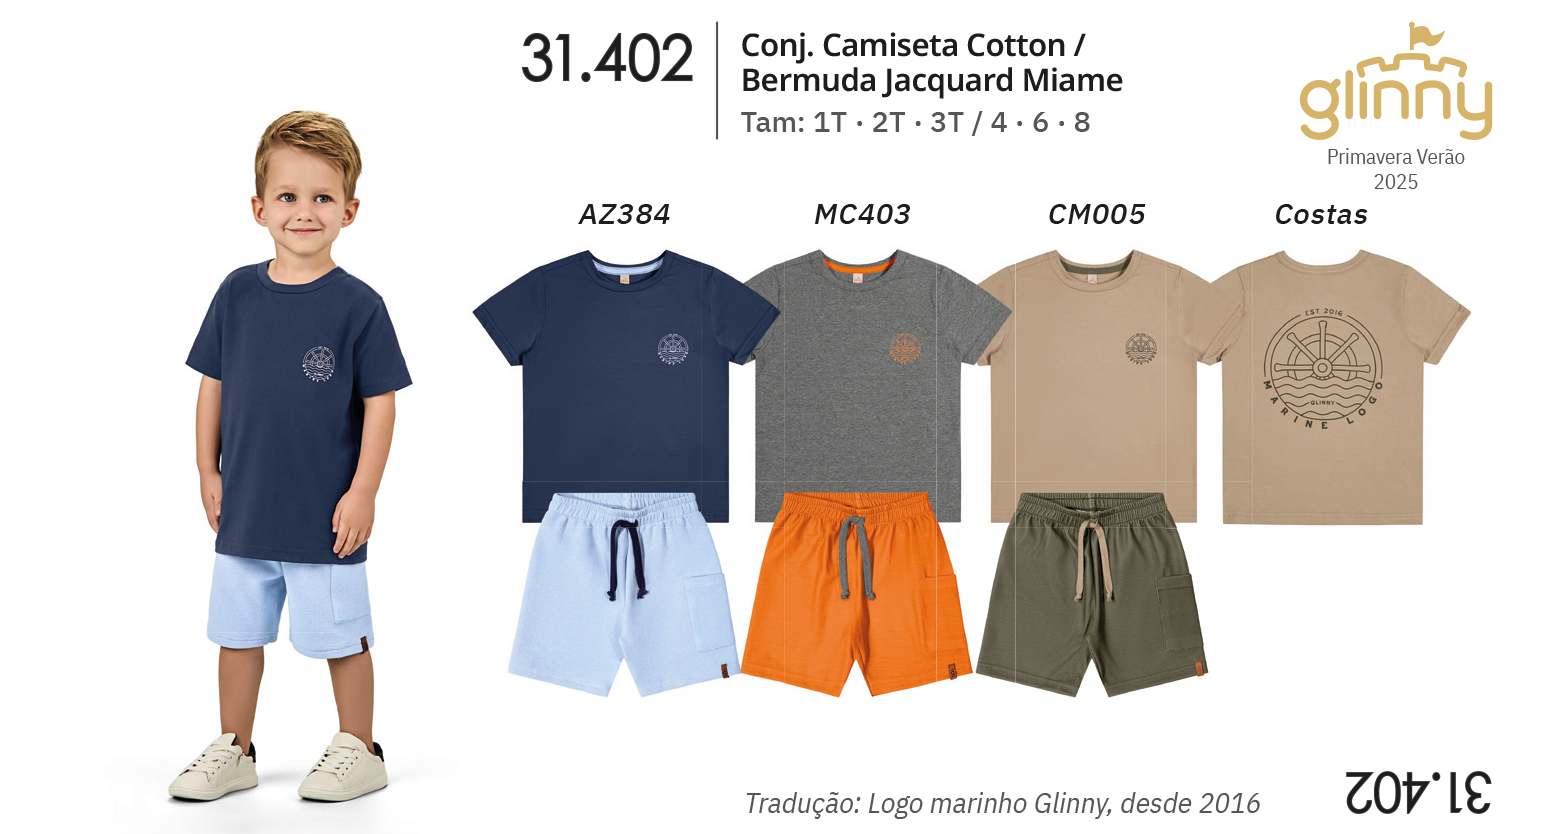 31.402
Conj. Camiseta Cotton /
Bermuda Jacquard Miame
Tam: 1T · 2T · 3T / 4 · 6 · 8
glinny
Primavera Verão
2025
AZ384
MC403
CM005
Costas
EST 2016
GLINNY
MARINE LOGO
Tradução: Logo marinho Glinny, desde 2016
31.402